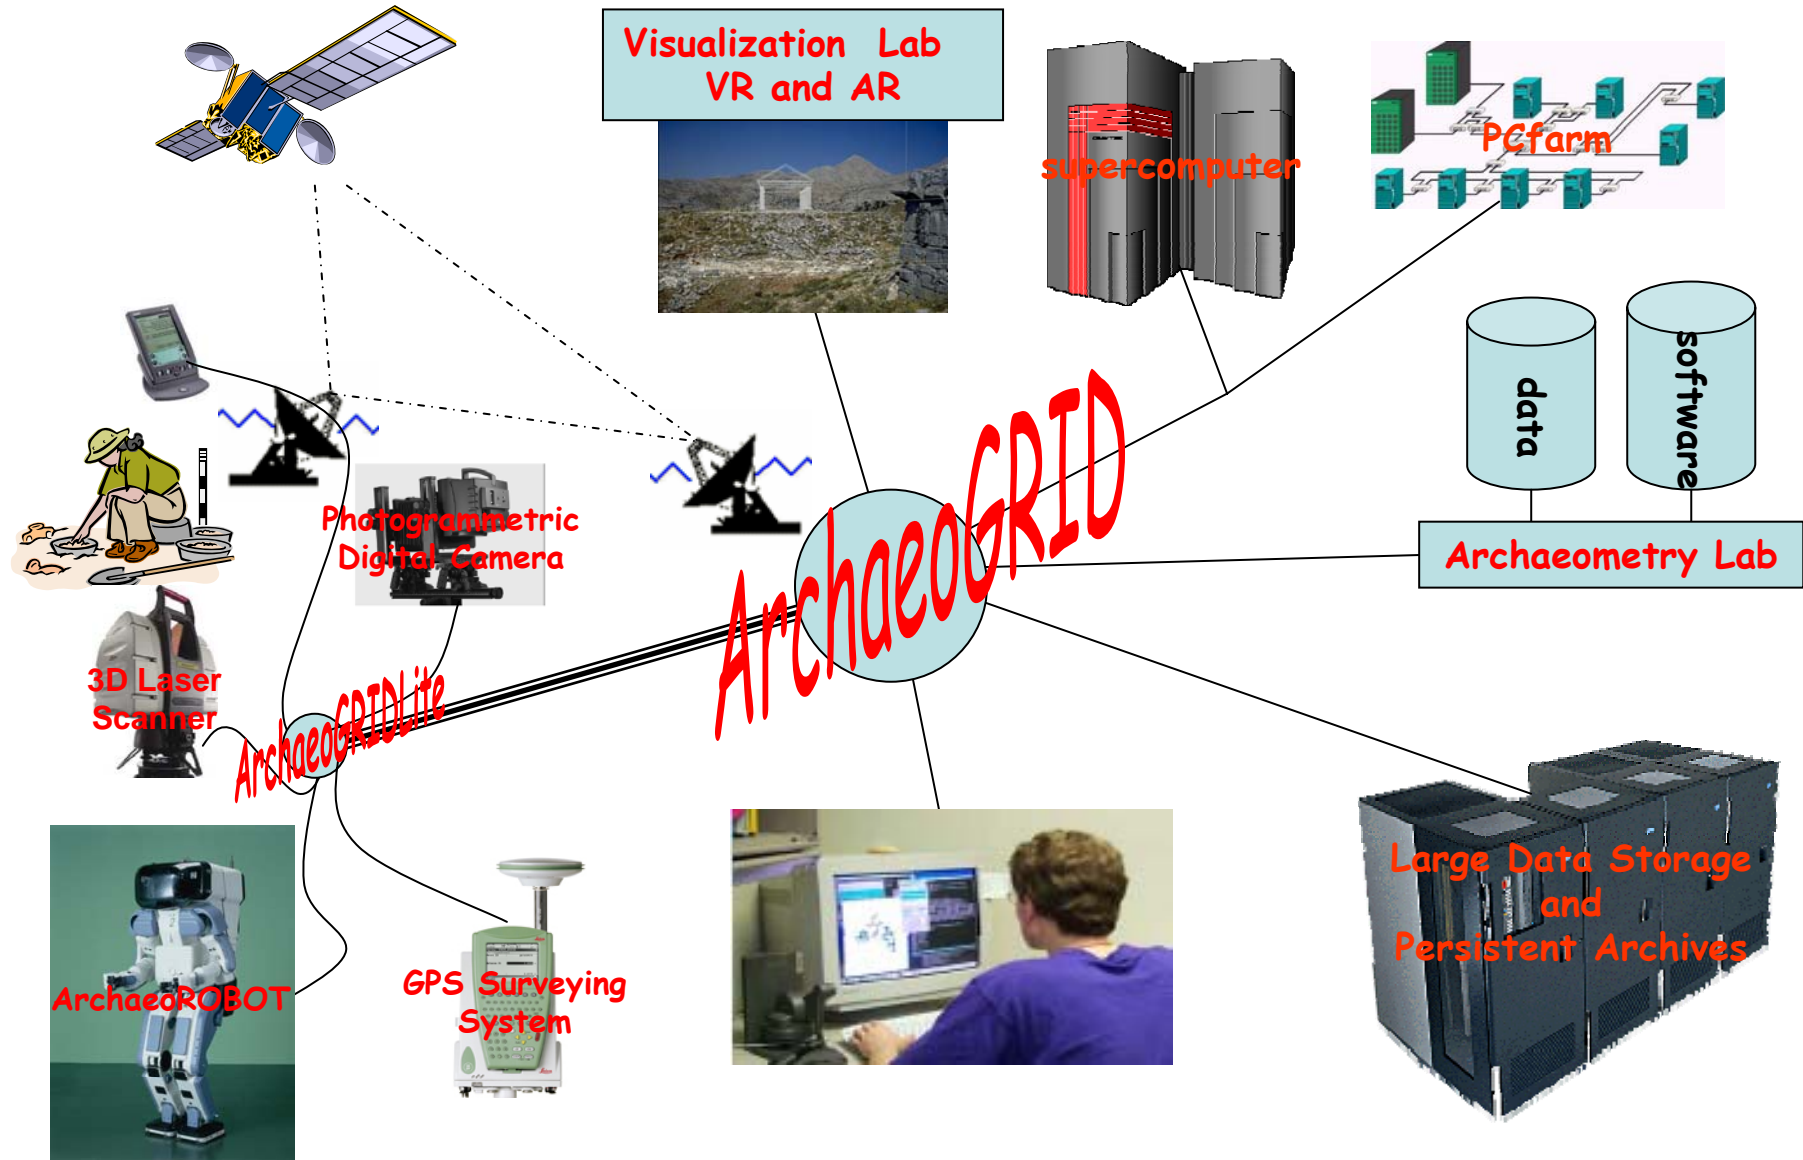 Visualization Lab
VR and AR
supercomputer
PCfarm
data
software
Archaeometry Lab
ArchaeoGRID
Photogrammetric
Digital Camera
3D Laser
Scanner
ArchaeoGRIDLite
ArchaeoROBOT
GPS Surveying
System
Large Data Storage
and
Persistent Archives